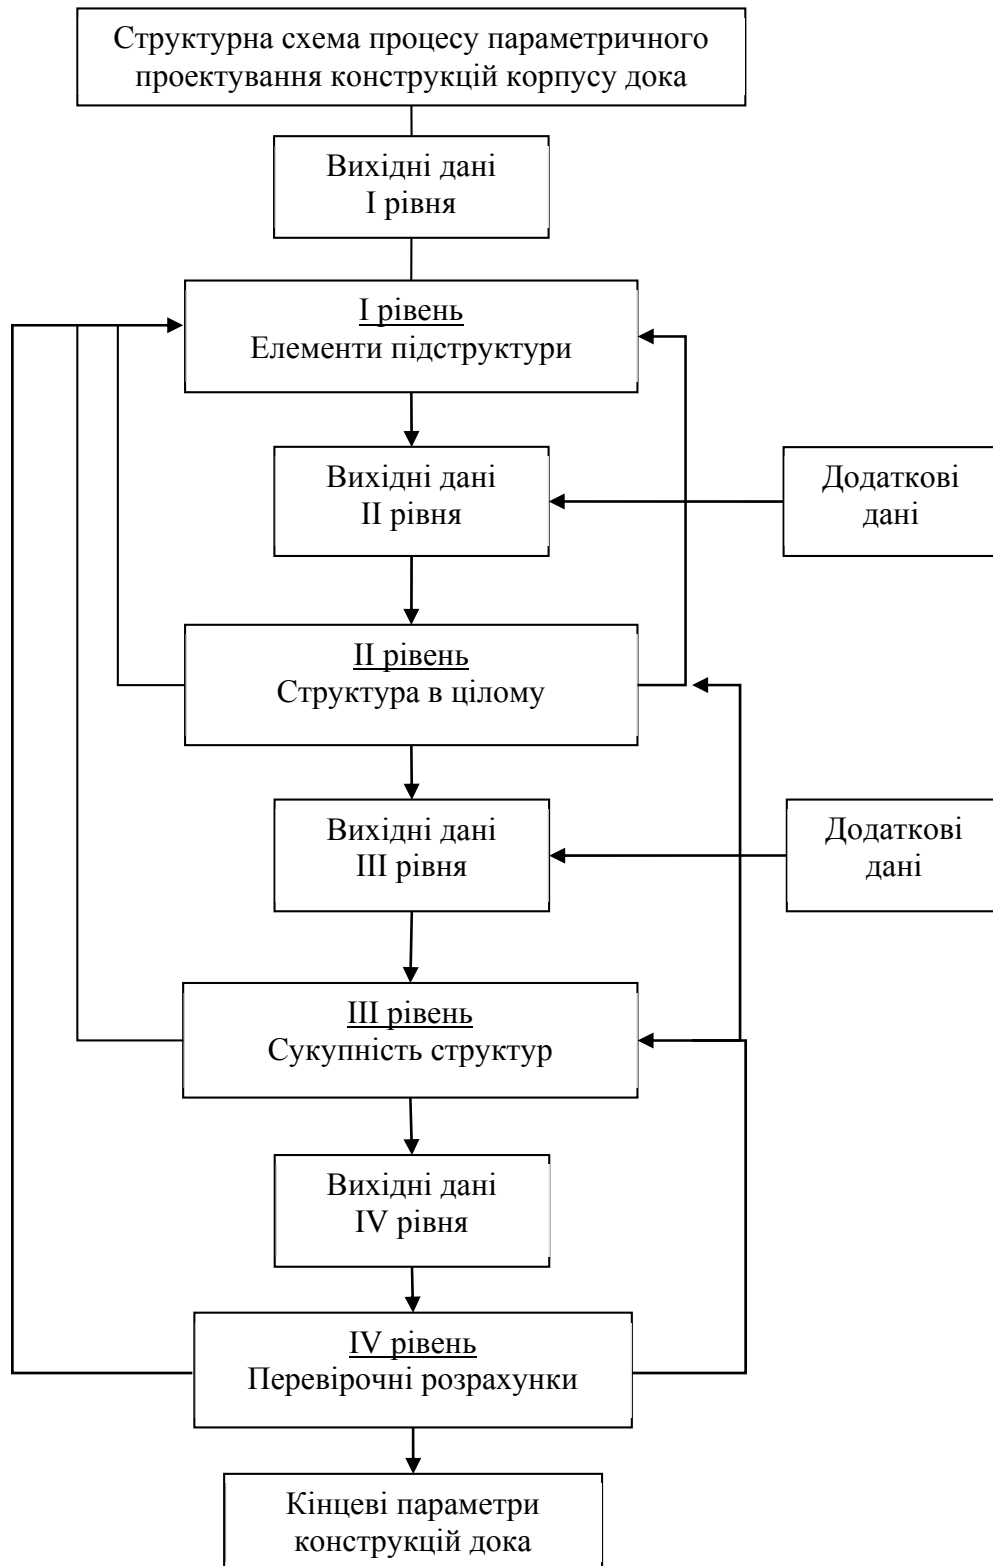 Структурна схема процесу параметричного
проектування конструкцій корпусу дока
Вихідні дані
І рівня
І рівень
Елементи підструктури
Вихідні дані
ІІ рівня
Додаткові
дані
ІІ рівень
Структура в цілому
Вихідні дані
ІІІ рівня
Додаткові
дані
ІІІ рівень
Сукупність структур
Вихідні дані
IV рівня
IV рівень
Перевірочні розрахунки
Кінцеві параметри
конструкцій дока